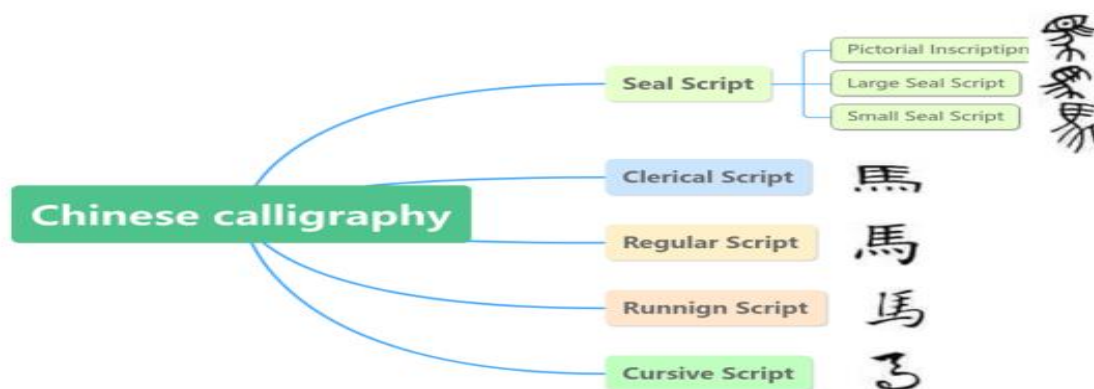 Chinese calligraphy
Seal Script
Pictorial Inscriptipn
Large Seal Script
Small Seal Script
Clerical Script
馬
Regular Script
馬
Runnign Script
馬
Cursive Script
馬